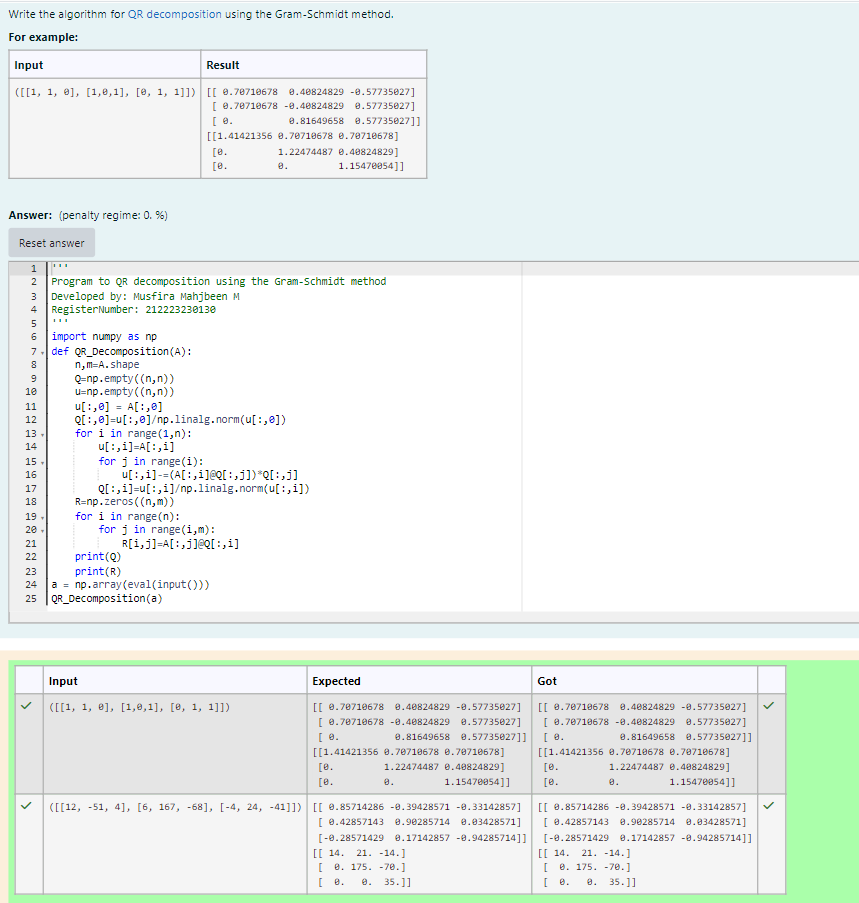 Write the algorithm for QR decomposition using the Gram-Schmidt method.
For example:
Input Result
([[1, 1, 0], [1,0,1], [0, 1, 1]]) [[ 0.70710678 0.40824829 -0.57735027]
[ 0.70710678 -0.40824829 0.57735027]
[ 0. 0.81649658 0.57735027]]
[[1.41421356 0.70710678 0.70710678]
[0. 1.22474487 0.40824829]
[0. 0. 1.15470054]]
Answer: (penalty regime: 0. %)
Reset answer
1 '''
2 Program to QR decomposition using the Gram-Schmidt method
3 Developed by: Musfira Mahjbeen M
4 RegisterNumber: 212223230130
5 '''
6 import numpy as np
7 def QR_Decomposition(A):
8 n,m=A.shape
9 Q=np.empty((n,n))
10 u=np.empty((n,n))
11 u[:,0] = A[:,0]
12 Q[:,0]=u[:,0]/np.linalg.norm(u[:,0])
13 for i in range(1,n):
14 u[:,i]=A[:,i]
15 for j in range(i):
16 u[:,i]-=(A[:,i]@Q[:,j])*Q[:,j]
17 Q[:,i]=u[:,i]/np.linalg.norm(u[:,i])
18 R=np.zeros((n,m))
19 for i in range(n):
20 for j in range(i,m):
21 R[i,j]=A[:,j]@Q[:,i]
22 print(Q)
23 print(R)
24 a = np.array(eval(input()))
25 QR_Decomposition(a)
Input Expected Got
([[1, 1, 0], [1,0,1], [0, 1, 1]]) [[ 0.70710678 0.40824829 -0.57735027] [[ 0.70710678 0.40824829 -0.57735027]
[ 0.70710678 -0.40824829 0.57735027] [ 0.70710678 -0.40824829 0.57735027]
[ 0. 0.81649658 0.57735027]] [ 0. 0.81649658 0.57735027]]
[[1.41421356 0.70710678 0.70710678] [[1.41421356 0.70710678 0.70710678]
[0. 1.22474487 0.40824829] [0. 1.22474487 0.40824829]
[0. 0. 1.15470054]] [0. 0. 1.15470054]]
([[12, -51, 4], [6, 167, -68], [-4, 24, -41]]) [[ 0.85714286 -0.39428571 -0.33142857] [[ 0.85714286 -0.39428571 -0.33142857]
[ 0.42857143 0.90285714 0.03428571] [ 0.42857143 0.90285714 0.03428571]
[-0.28571429 0.17142857 -0.94285714]] [-0.28571429 0.17142857 -0.94285714]]
[[ 14. 21. -14.] [[ 14. 21. -14.]
[ 0. 175. -70.] [ 0. 175. -70.]
[ 0. 0. 35.]] [ 0. 0. 35.]]